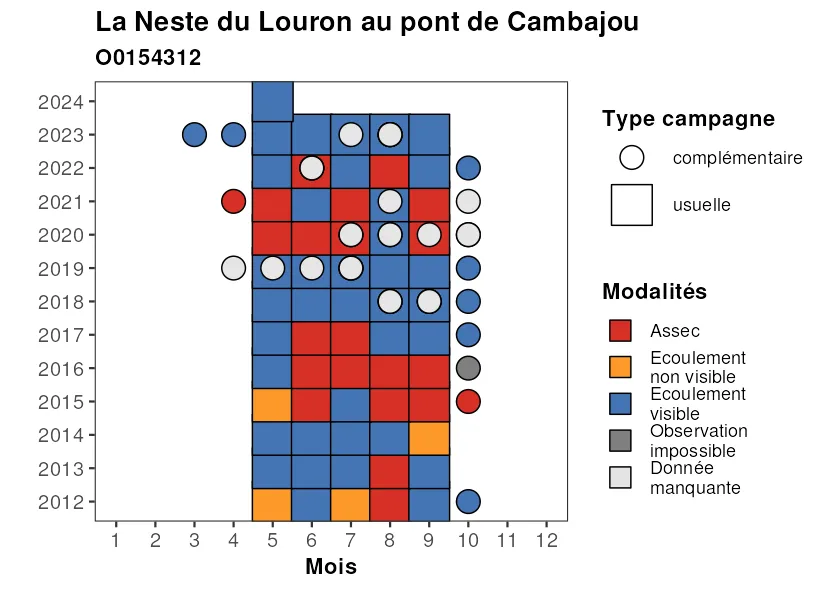 La Neste du Louron au pont de Cambajou
O0154312
2024
2023
2022
2021
2020
2019
2018
2017
2016
2015
2014
2013
2012
1 2 3 4 5 6 7 8 9 10 11 12
Mois
Type campagne
complémentaire
usuelle
Modalités
Assec
Ecoulement
non visible
Ecoulement
visible
Observation
impossible
Donnée
manquante